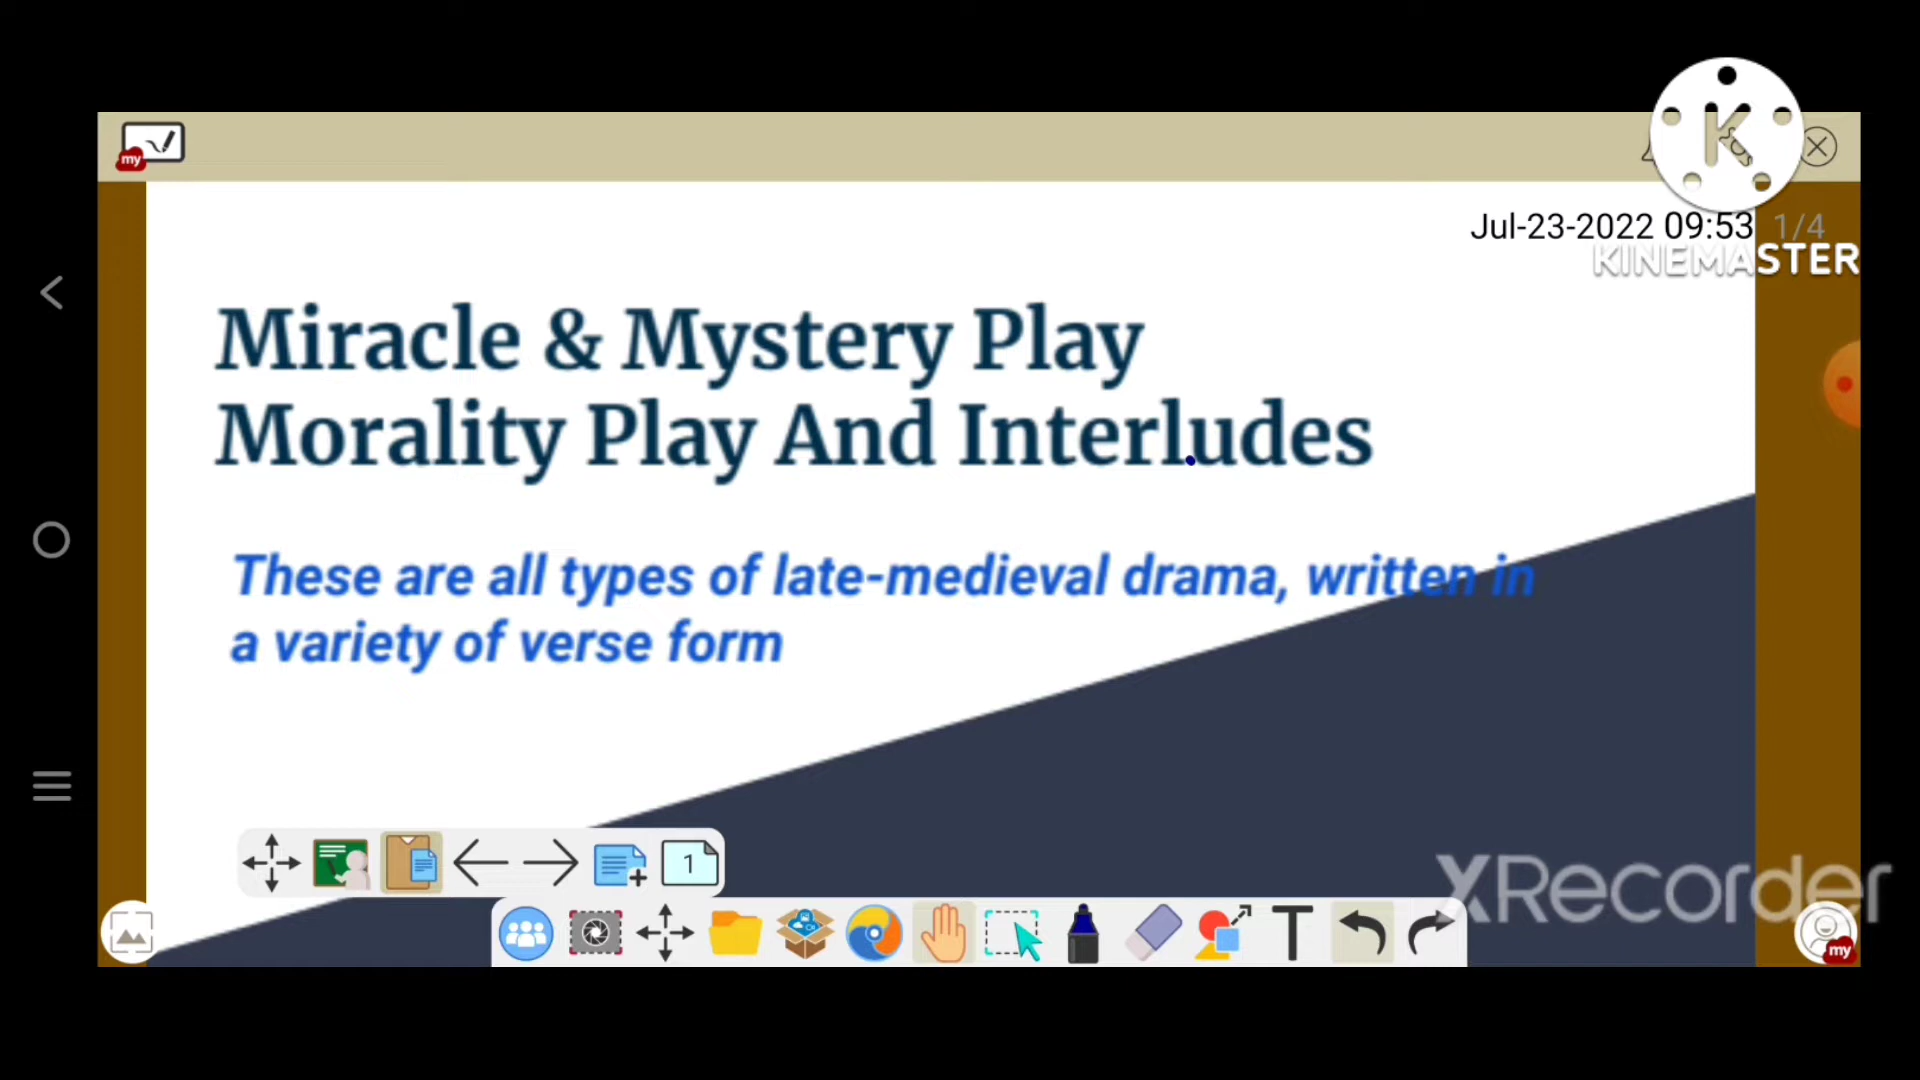 my
Jul-23-2022 09:53 1/4
KINEMASTER
Miracle & Mystery Play
Morality Play And Interludes
These are all types of late-medieval drama, written in
a variety of verse form
1
XRecorder
T
my